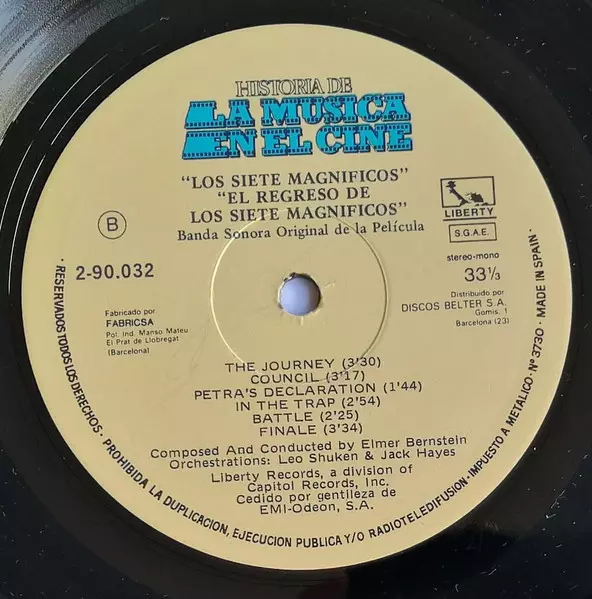 HISTORIA DE
LA MUSICA
EN EL CINE
"LOS SIETE MAGNIFICOS"
"EL REGRESO DE
LOS SIETE MAGNIFICOS"
Banda Sonora Original de la Película
LIBERTY
S.G.A.E.
B
2-90.032
stereo-mono
33⅓
Fabricado por
FABRICSA
Pol. Ind. Manso Mateu
El Prat de Llobregat
(Barcelona)
Distribuido por
DISCOS BELTER S.A.
Gomis, 1
Barcelona (23)
THE JOURNEY (3'30)
COUNCIL (3'17)
PETRA'S DECLARATION (1'44)
IN THE TRAP (2'54)
BATTLE (2'25)
FINALE (3'34)
Composed And Conducted by Elmer Bernstein
Orchestrations: Leo Shuken & Jack Hayes
Liberty Records, a division of
Capitol Records, Inc.
Cedido por gentileza de
EMI-Odeon, S.A.
· RESERVADOS TODOS LOS DERECHOS · PROHIBIDA LA DUPLICACION, EJECUCION PUBLICA Y/O RADIOTELEDIFUSION · IMPUESTO A METALICO · Nº 3730 · MADE IN SPAIN ·